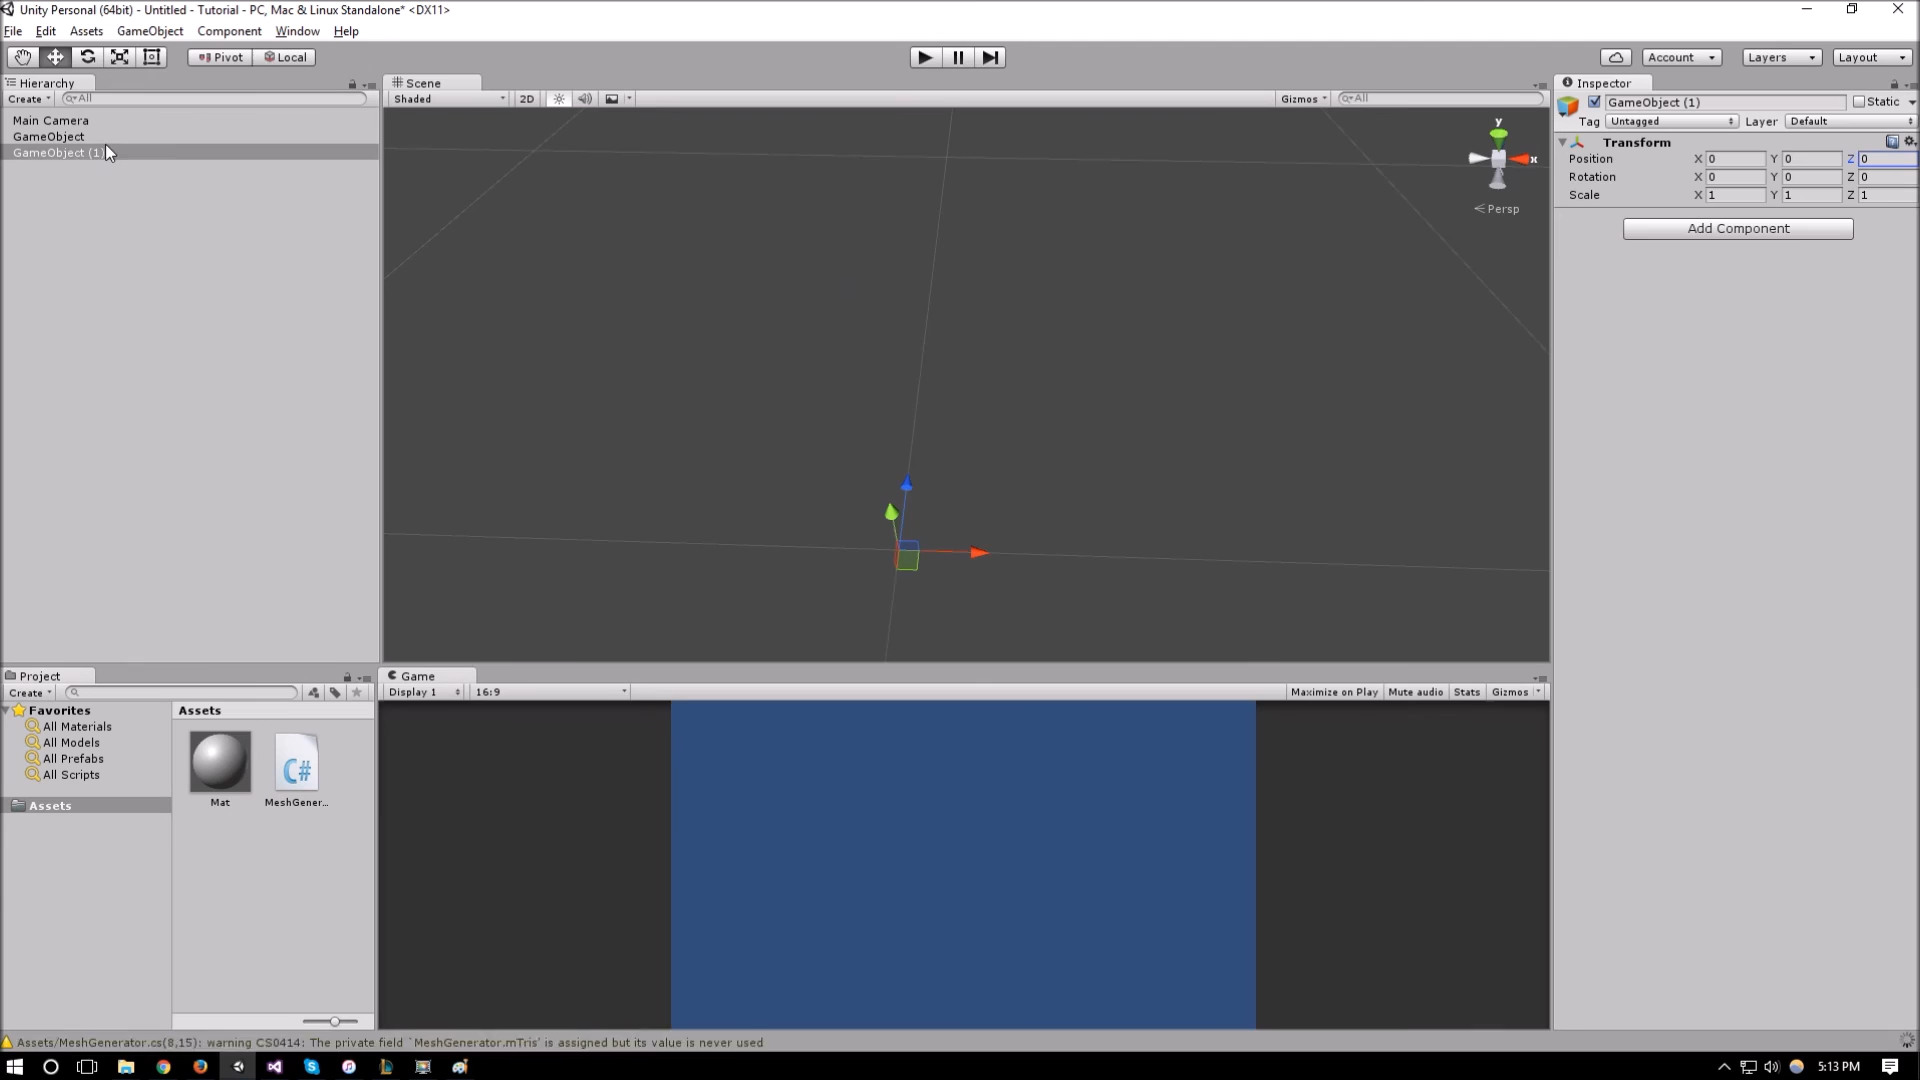 Unity Personal (64bit) - Untitled - Tutorial - PC, Mac & Linux Standalone* <DX11>
File Edit Assets GameObject Component Window Help
Pivot Local Account Layers Layout
Hierarchy
Create All
Main Camera
GameObject
GameObject (1)
Scene
Shaded 2D Gizmos All
y
x
Persp
Inspector
GameObject (1) Static
Tag Untagged Layer Default
Transform
Position X 0 Y 0 Z 0
Rotation X 0 Y 0 Z 0
Scale X 1 Y 1 Z 1
Add Component
Project
Create
Favorites
All Materials
All Models
All Prefabs
All Scripts
Assets
Assets
C#
Mat MeshGener...
Game
Display 1 16:9 Maximize on Play Mute audio Stats Gizmos
Assets/MeshGenerator.cs(8,15): warning CS0414: The private field `MeshGenerator.mTris' is assigned but its value is never used
5:13 PM